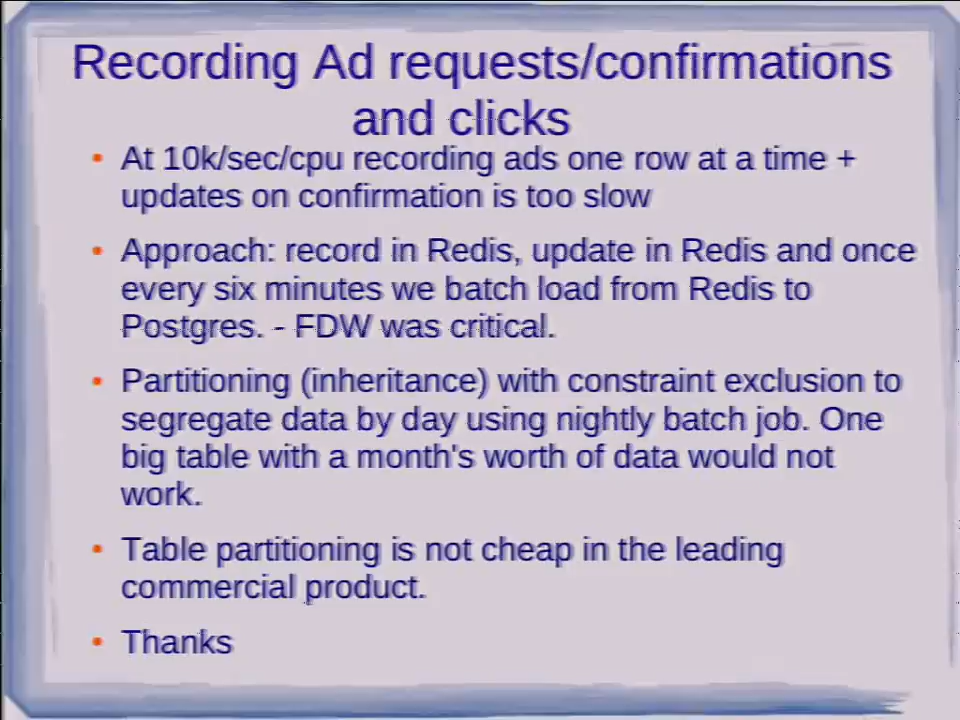 Recording Ad requests/confirmations
and clicks
• At 10k/sec/cpu recording ads one row at a time +
updates on confirmation is too slow
• Approach: record in Redis, update in Redis and once
every six minutes we batch load from Redis to
Postgres. - FDW was critical.
• Partitioning (inheritance) with constraint exclusion to
segregate data by day using nightly batch job. One
big table with a month's worth of data would not
work.
• Table partitioning is not cheap in the leading
commercial product.
• Thanks